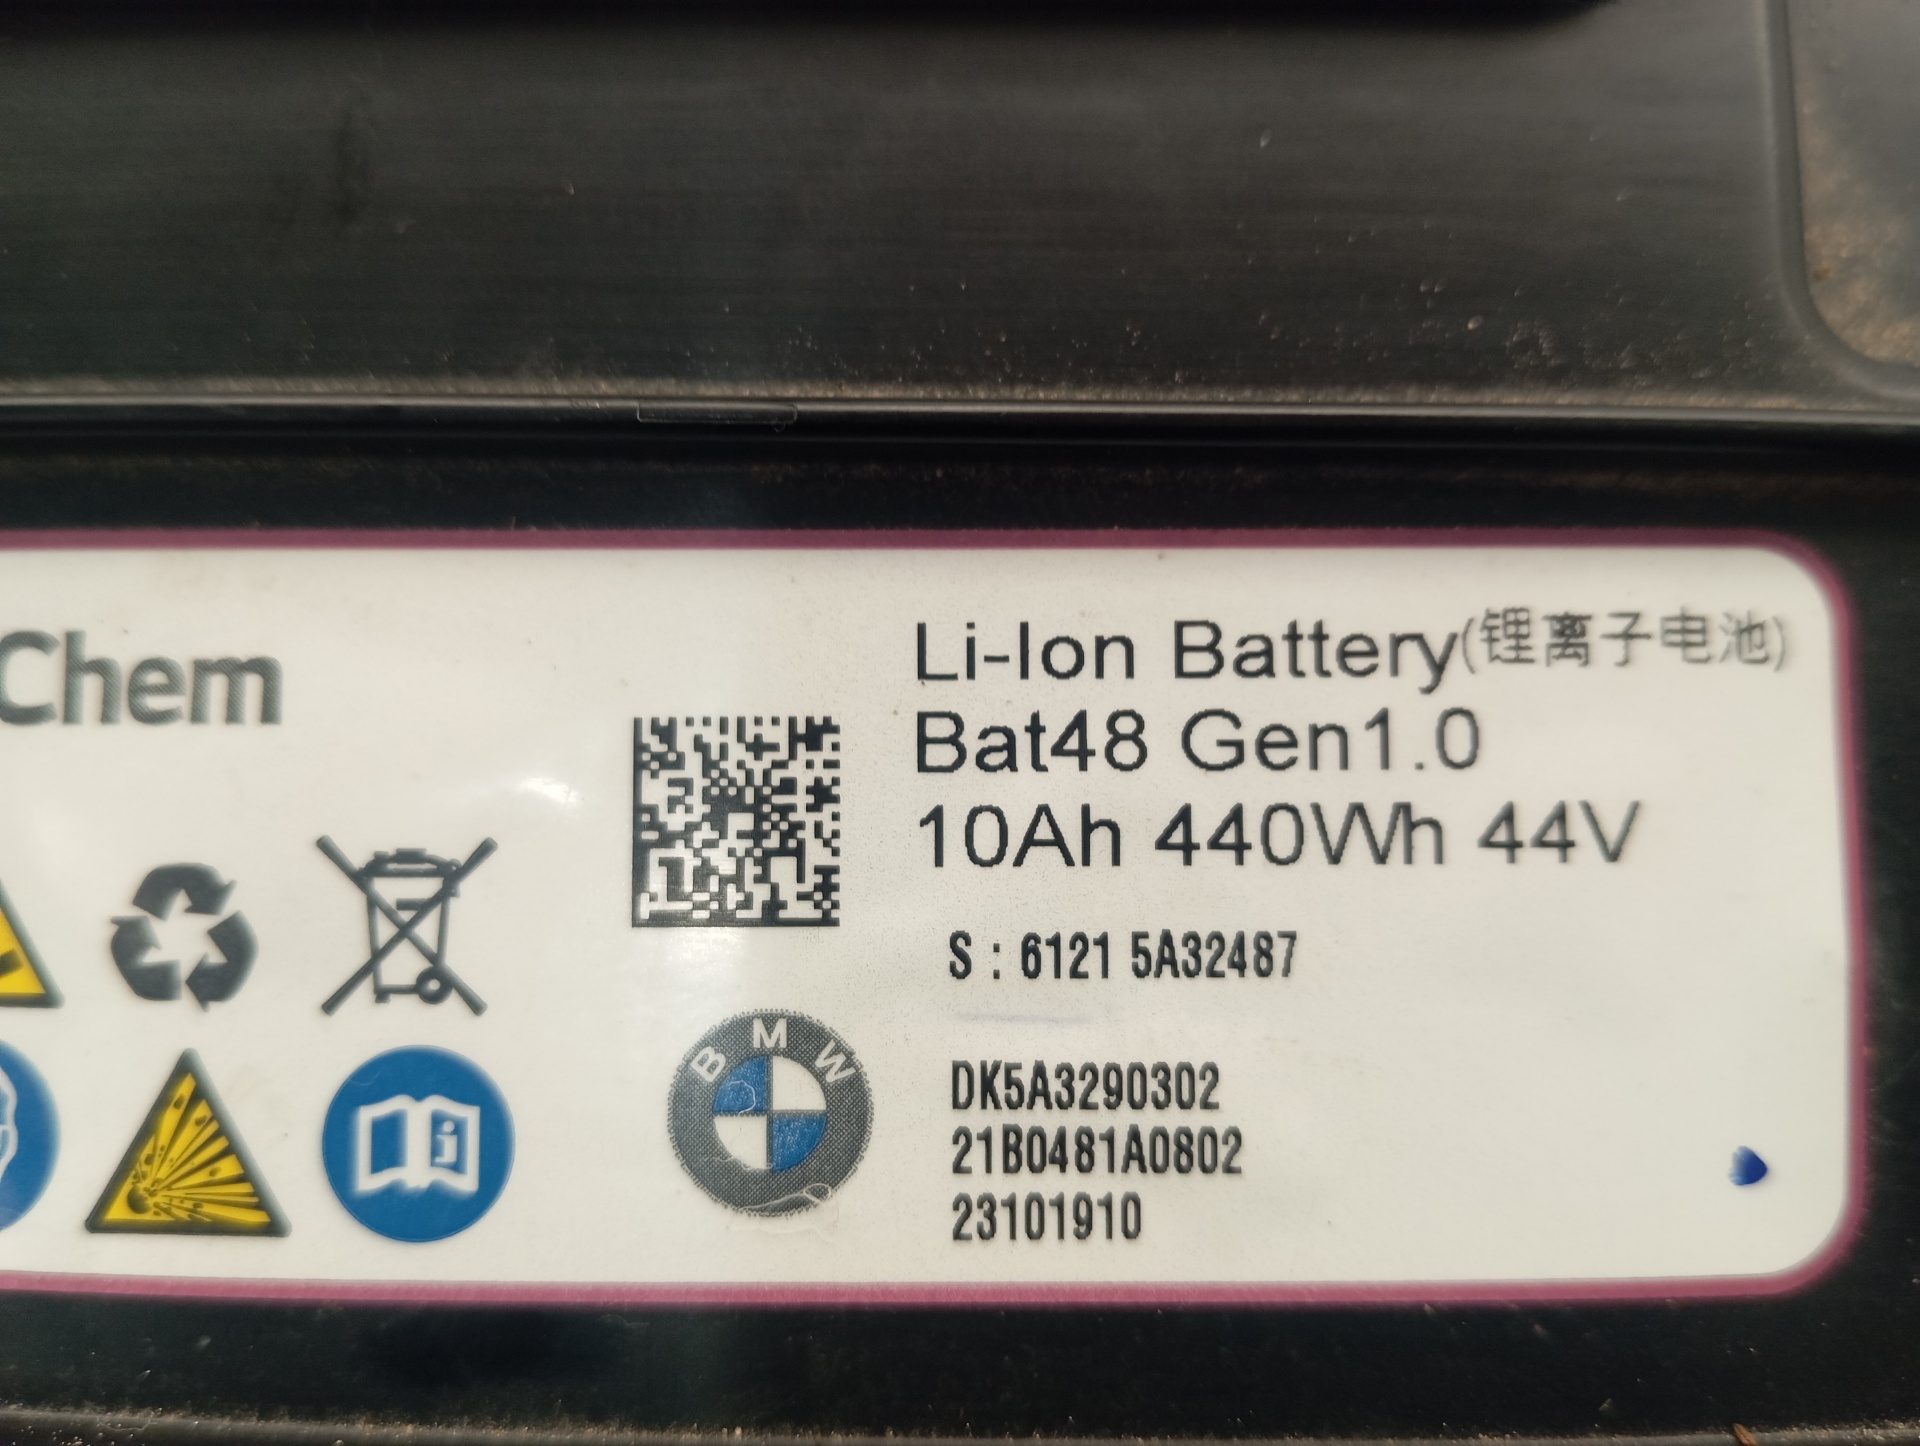 Chem
Li-Ion Battery(锂离子电池)
Bat48 Gen1.0
10Ah 440Wh 44V
S : 6121 5A32487
BMW
DK5A3290302
21B0481A0802
23101910